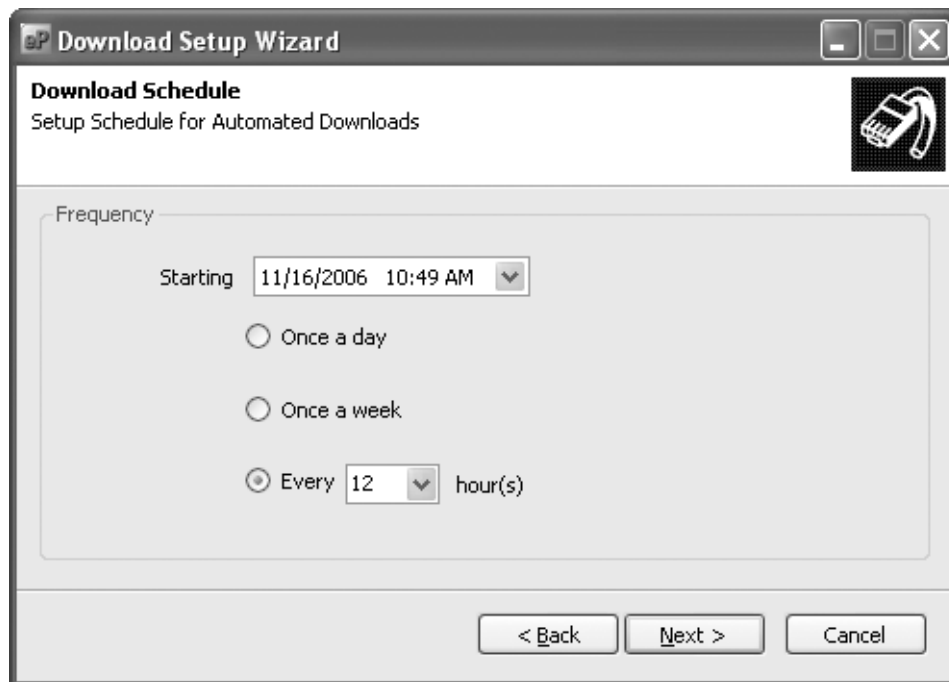 eP Download Setup Wizard
Download Schedule
Setup Schedule for Automated Downloads
Frequency
Starting 11/16/2006 10:49 AM
Once a day
Once a week
Every 12 hour(s)
< Back Next > Cancel